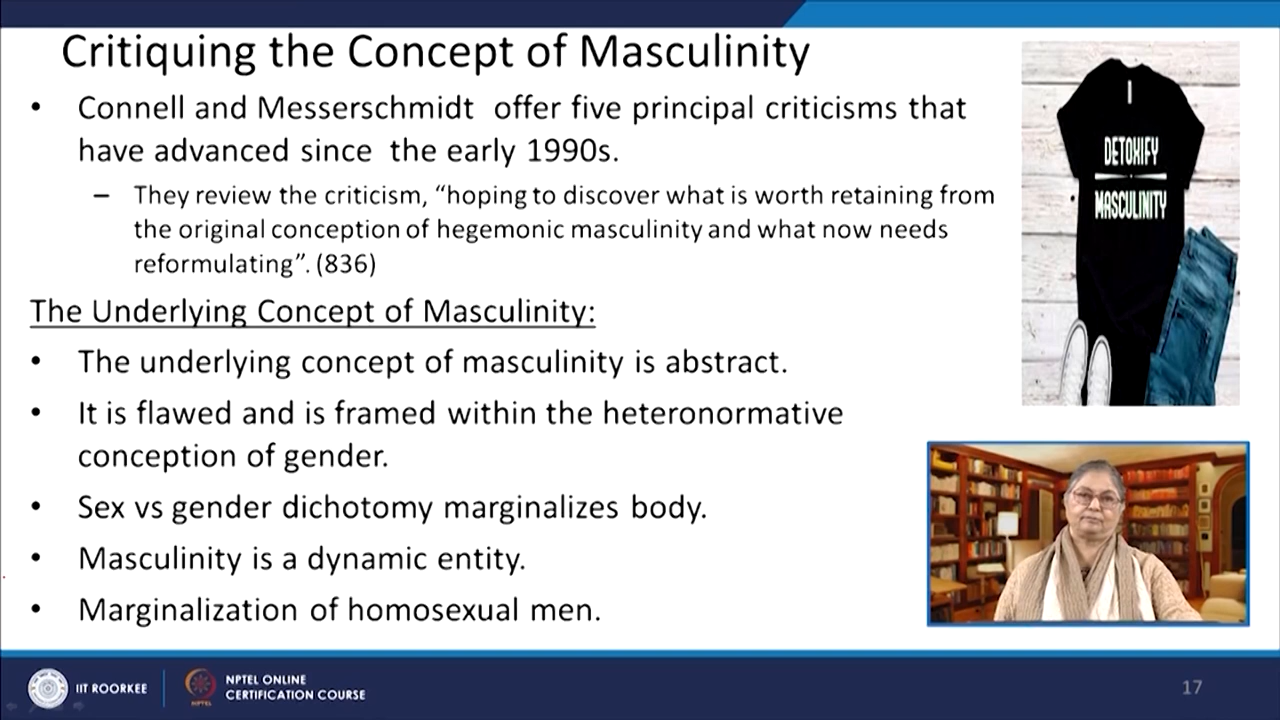 Critiquing the Concept of Masculinity
• Connell and Messerschmidt offer five principal criticisms that
have advanced since the early 1990s.
– They review the criticism, “hoping to discover what is worth retaining from
the original conception of hegemonic masculinity and what now needs
reformulating”. (836)
The Underlying Concept of Masculinity:
• The underlying concept of masculinity is abstract.
• It is flawed and is framed within the heteronormative
conception of gender.
• Sex vs gender dichotomy marginalizes body.
• Masculinity is a dynamic entity.
• Marginalization of homosexual men.
I
DETOXIFY
MASCULINITY
IIT ROORKEE
NPTEL
NPTEL ONLINE
CERTIFICATION COURSE
17